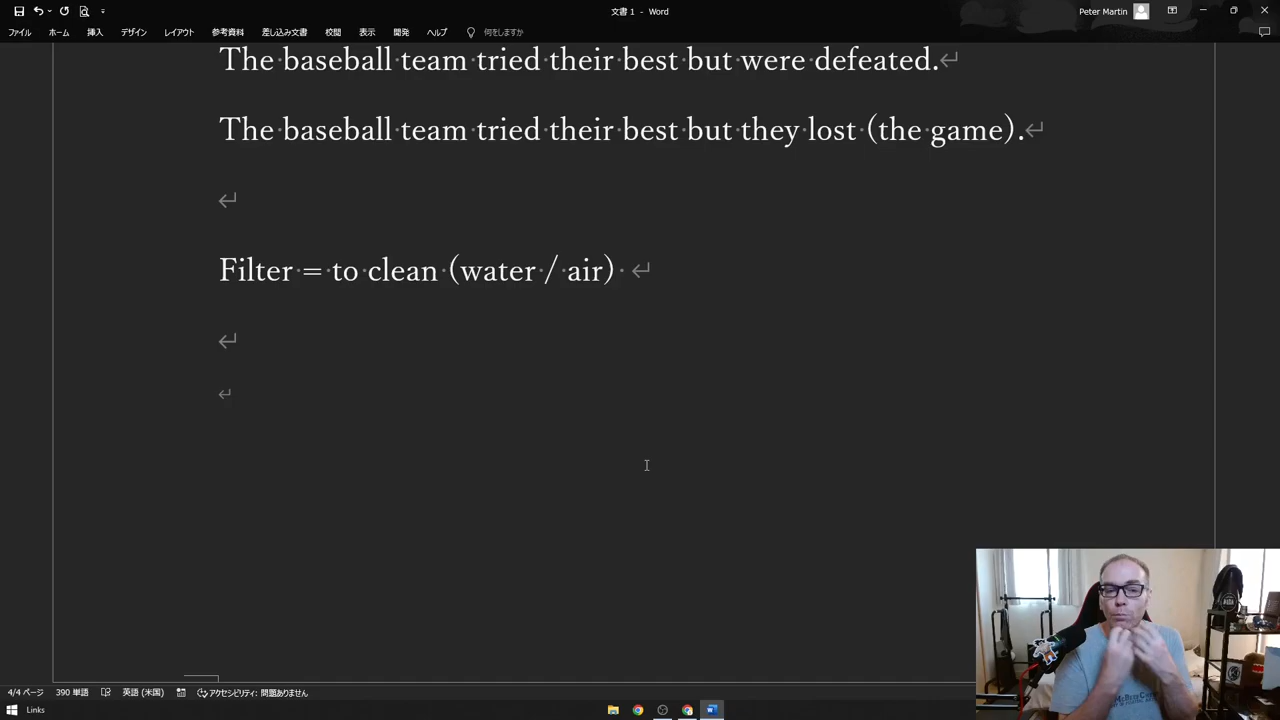 文書 1 - Word
Peter Martin
ファイル ホーム 挿入 デザイン レイアウト 参考資料 差し込み文書 校閲 表示 開発 ヘルプ 何をしますか
The baseball team tried their best but were defeated.
The baseball team tried their best but they lost (the game).
Filter = to clean (water / air)
4/4 ページ 390 単語 英語 (米国) アクセシビリティ: 問題ありません
Links